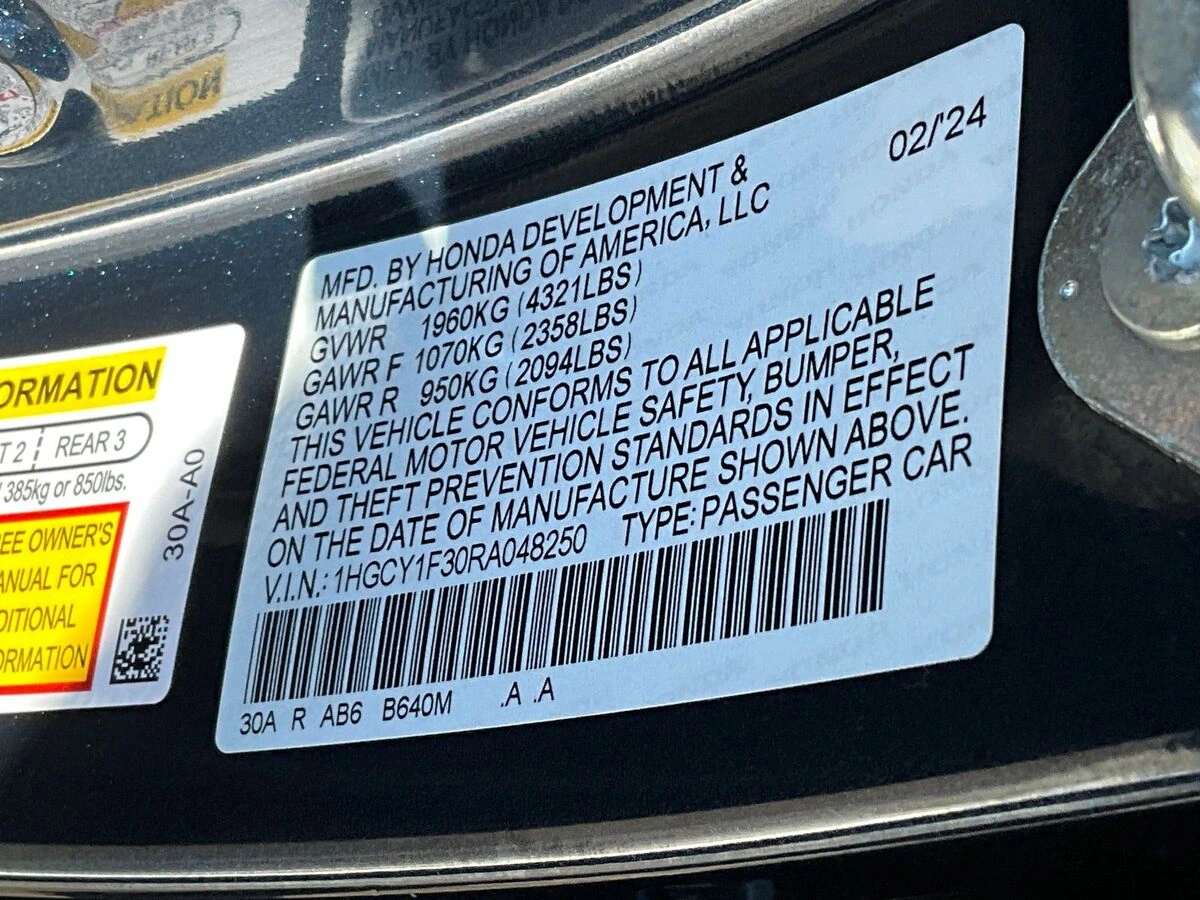 02/'24
MFD. BY HONDA DEVELOPMENT &
MANUFACTURING OF AMERICA, LLC
GVWR 1960KG (4321LBS)
GAWR F 1070KG (2358LBS)
GAWR R 950KG (2094LBS)
THIS VEHICLE CONFORMS TO ALL APPLICABLE
FEDERAL MOTOR VEHICLE SAFETY, BUMPER,
AND THEFT PREVENTION STANDARDS IN EFFECT
ON THE DATE OF MANUFACTURE SHOWN ABOVE.
V.I.N.: 1HGCY1F30RA048250 TYPE: PASSENGER CAR
30A R AB6 B640M .A .A
ORMATION
T 2 REAR 3
385kg or 850lbs.
EE OWNER'S
ANUAL FOR
DITIONAL
ORMATION
30A-A0